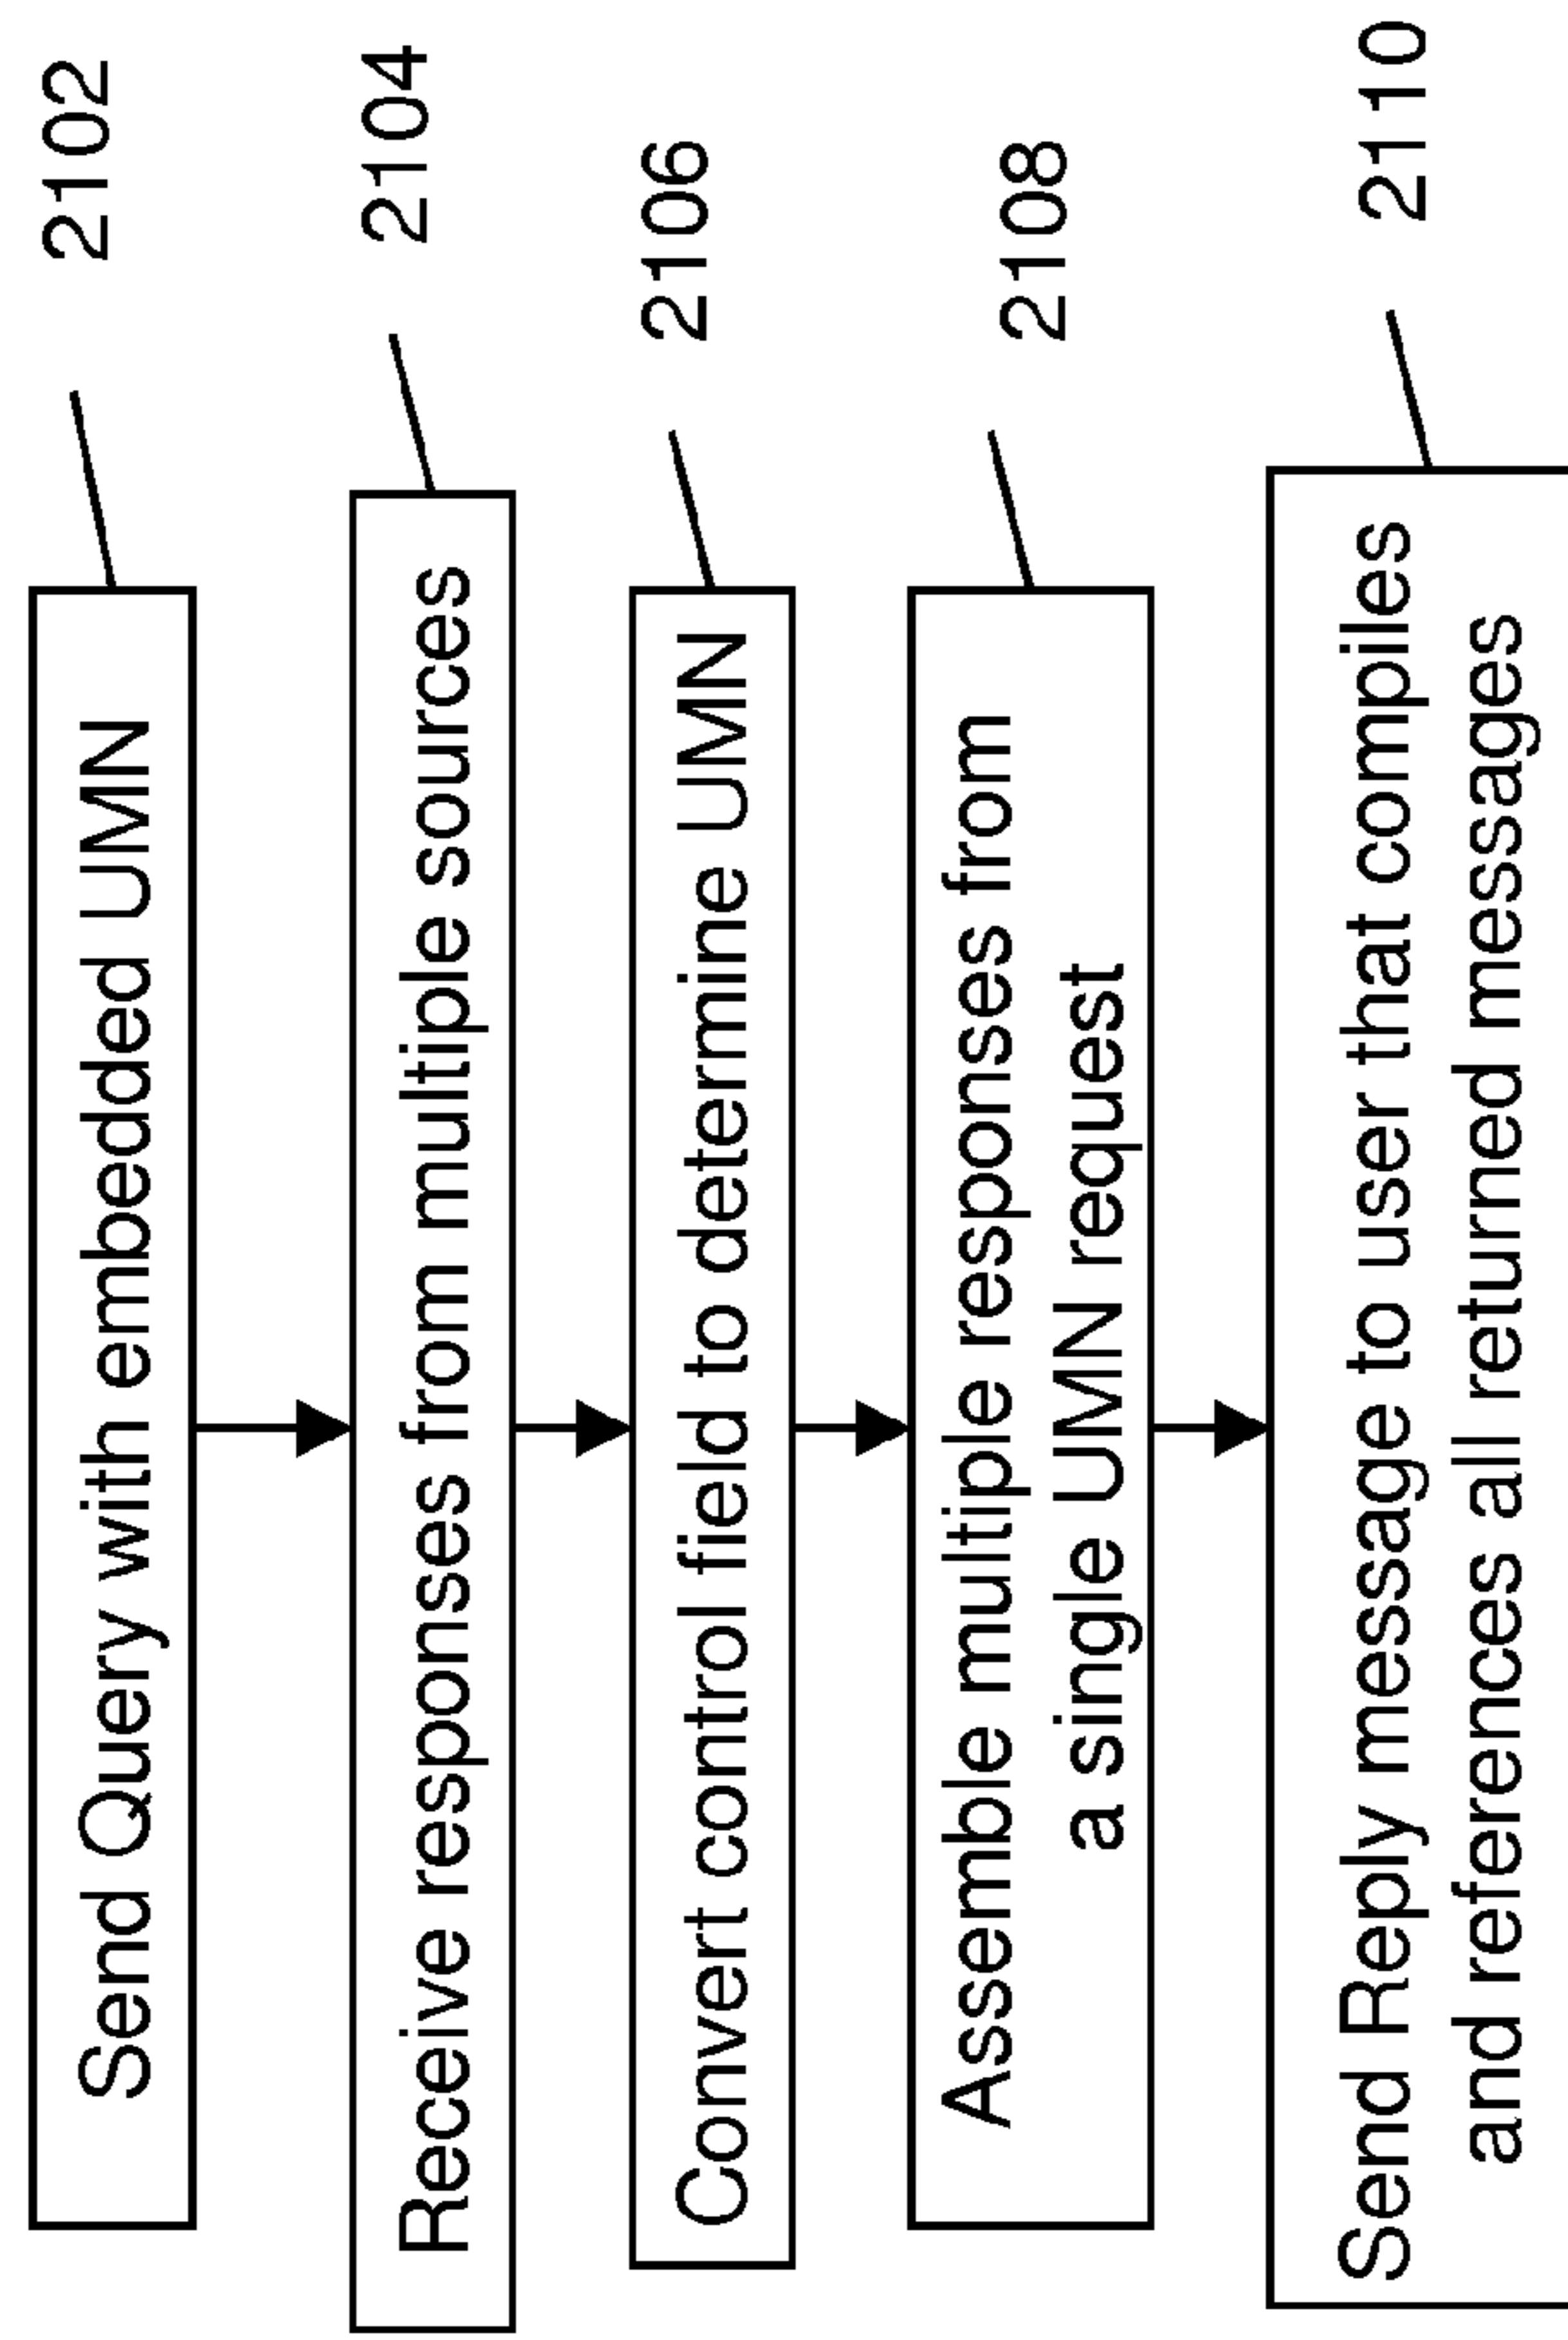 Send Query with embedded UMN
2102
Receive responses from multiple sources
2104
Convert control field to determine UMN
2106
Assemble multiple responses from
a single UMN request
2108
Send Reply message to user that compiles
and references all returned messages
2110